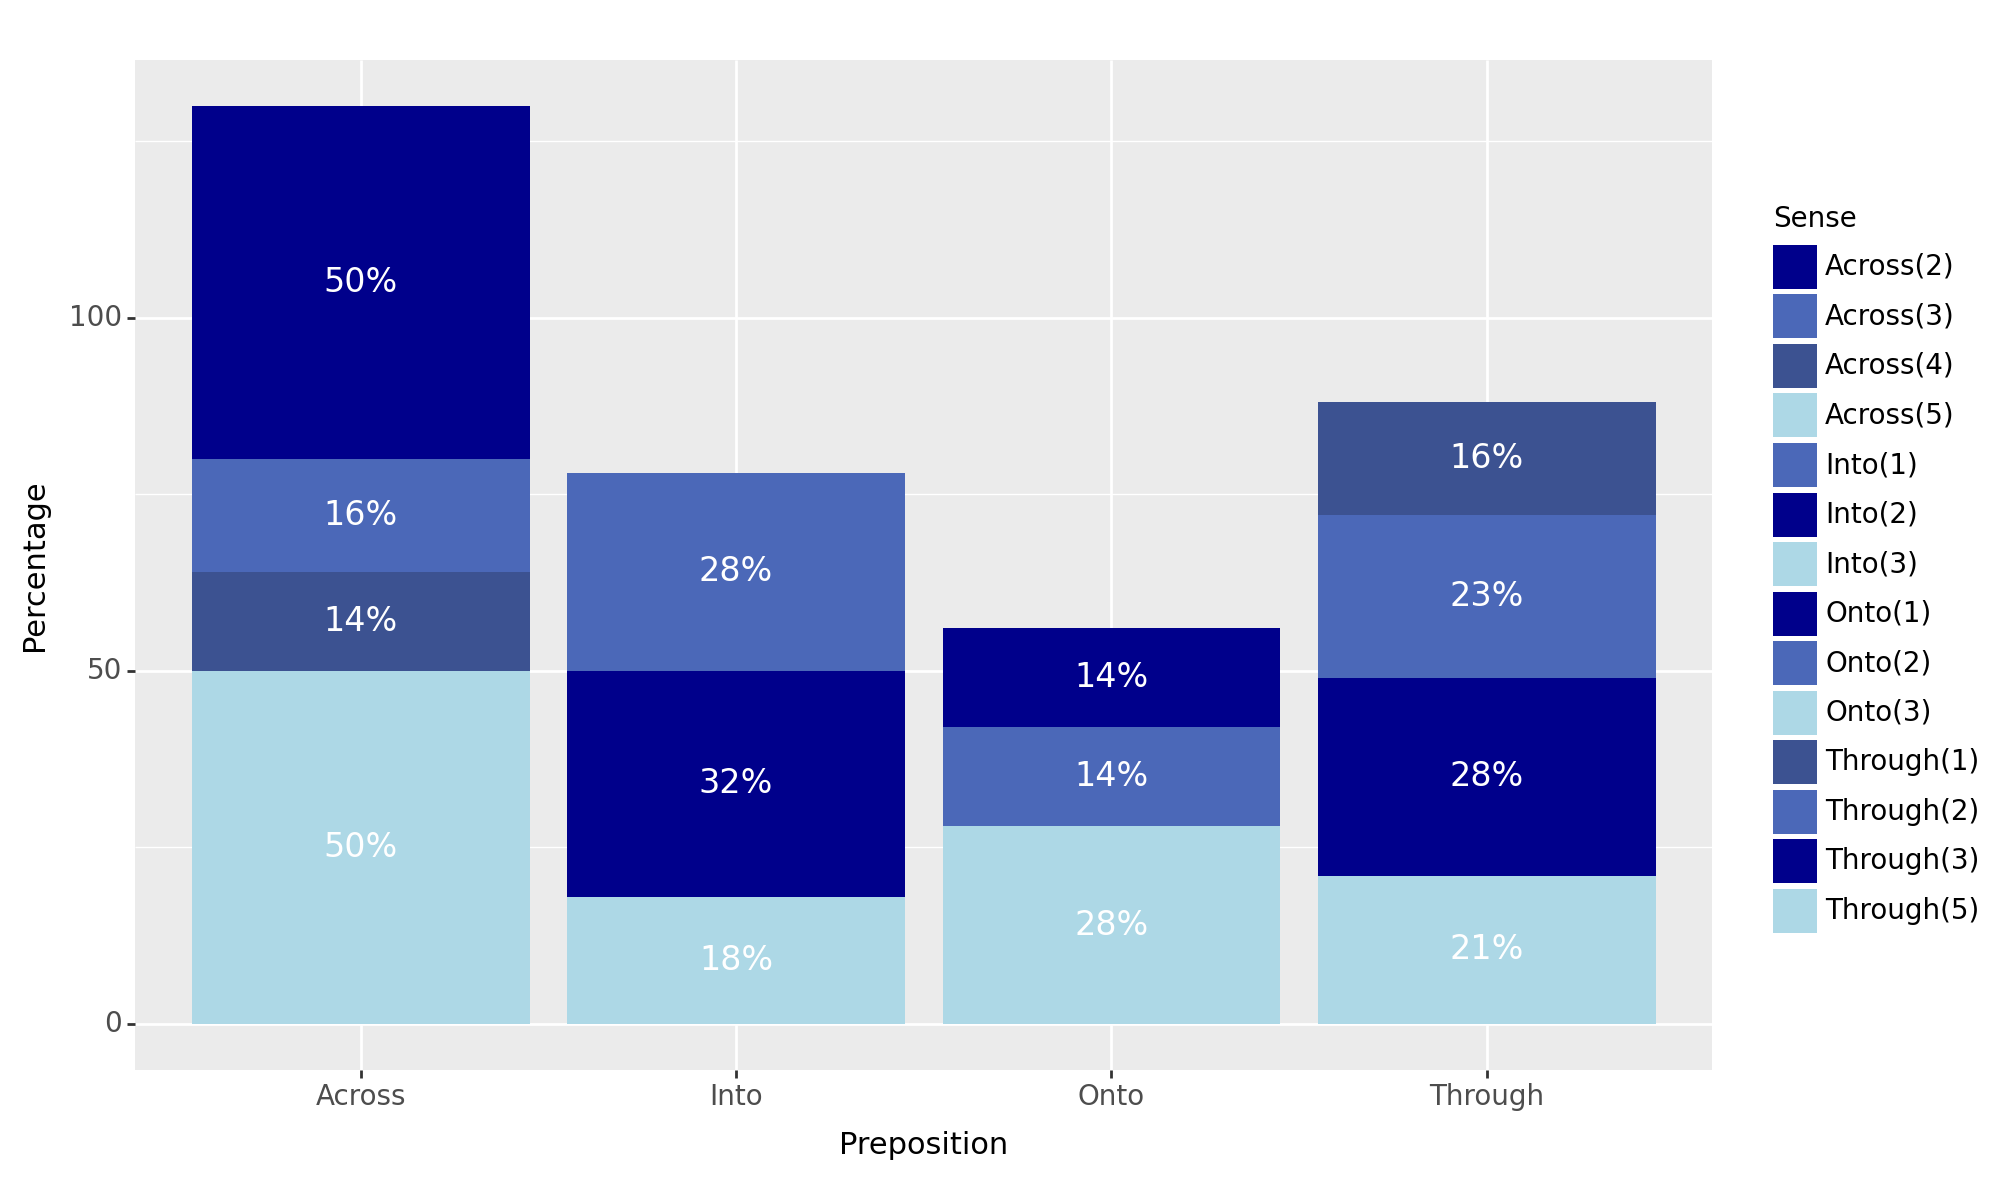 50%
16%
14%
50%
28%
32%
18%
14%
14%
28%
16%
23%
28%
21%
100
50
0
Percentage
Across
Into
Onto
Through
Preposition
Sense
Across(2)
Across(3)
Across(4)
Across(5)
Into(1)
Into(2)
Into(3)
Onto(1)
Onto(2)
Onto(3)
Through(1)
Through(2)
Through(3)
Through(5)